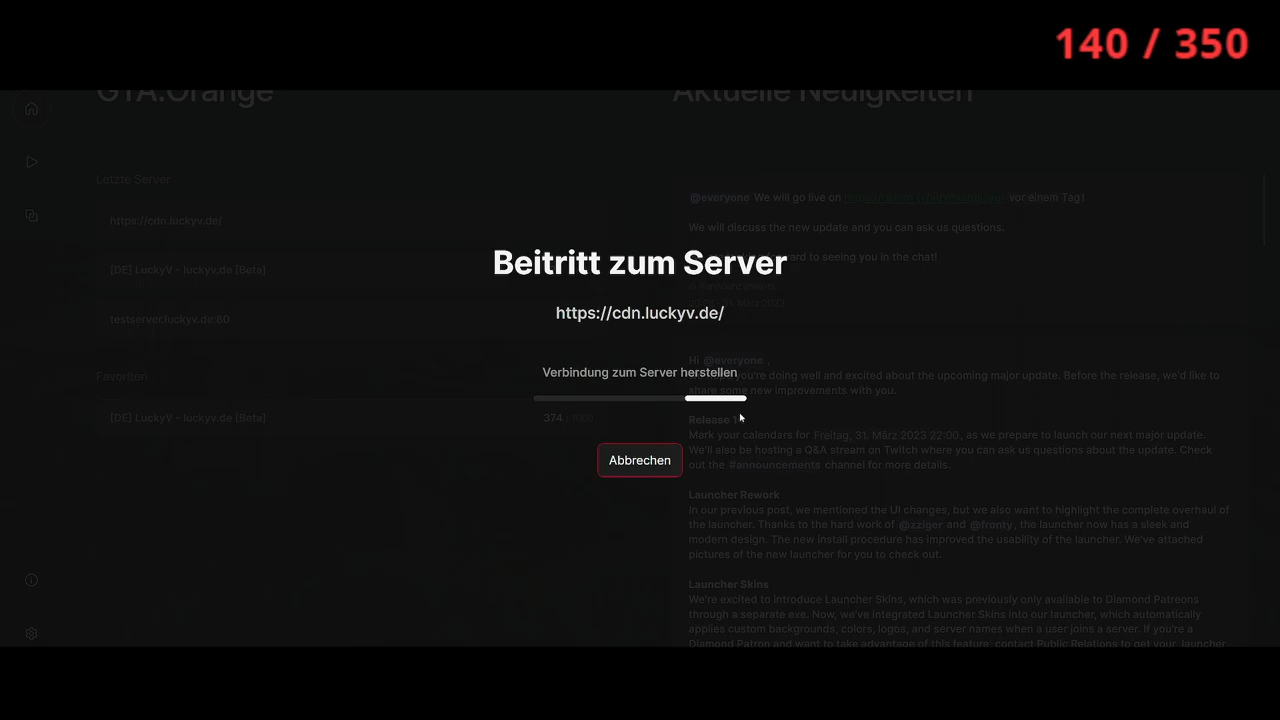 140 / 350
GTA.Orange
Aktuelle Neuigkeiten
Letzte Server
https://cdn.luckyv.de/
[DE] LuckyV - luckyv.de [Beta]
testserver.luckyv.de:80
Favoriten
[DE] LuckyV - luckyv.de [Beta]
374 / 1000
Beitritt zum Server
https://cdn.luckyv.de/
Verbindung zum Server herstellen
Abbrechen
@everyone We will go live on vor einem Tag!
We will discuss the new update and you can ask us questions.
ard to seeing you in the chat!
31. März 2023
Hi @everyone ,
you're doing well and excited about the upcoming major update. Before the release, we'd like to
share some new improvements with you.
Release
Mark your calendars for Freitag, 31. März 2023 22:00, as we prepare to launch our next major update.
We'll also be hosting a Q&A stream on Twitch where you can ask us questions about the update. Check
out the #announcements channel for more details.
Launcher Rework
In our previous post, we mentioned the UI changes, but we also want to highlight the complete overhaul of
the launcher. Thanks to the hard work of @zziger and @fronty, the launcher now has a sleek and
modern design. The new install procedure has improved the usability of the launcher. We've attached
pictures of the new launcher for you to check out.
Launcher Skins
We're excited to introduce Launcher Skins, which was previously only available to Diamond Patreons
through a separate exe. Now, we've integrated Launcher Skins into our launcher, which automatically
applies custom backgrounds, colors, logos, and server names when a user joins a server. If you're a
Diamond Patron and want to take advantage of this feature, contact Public Relations to get your launcher